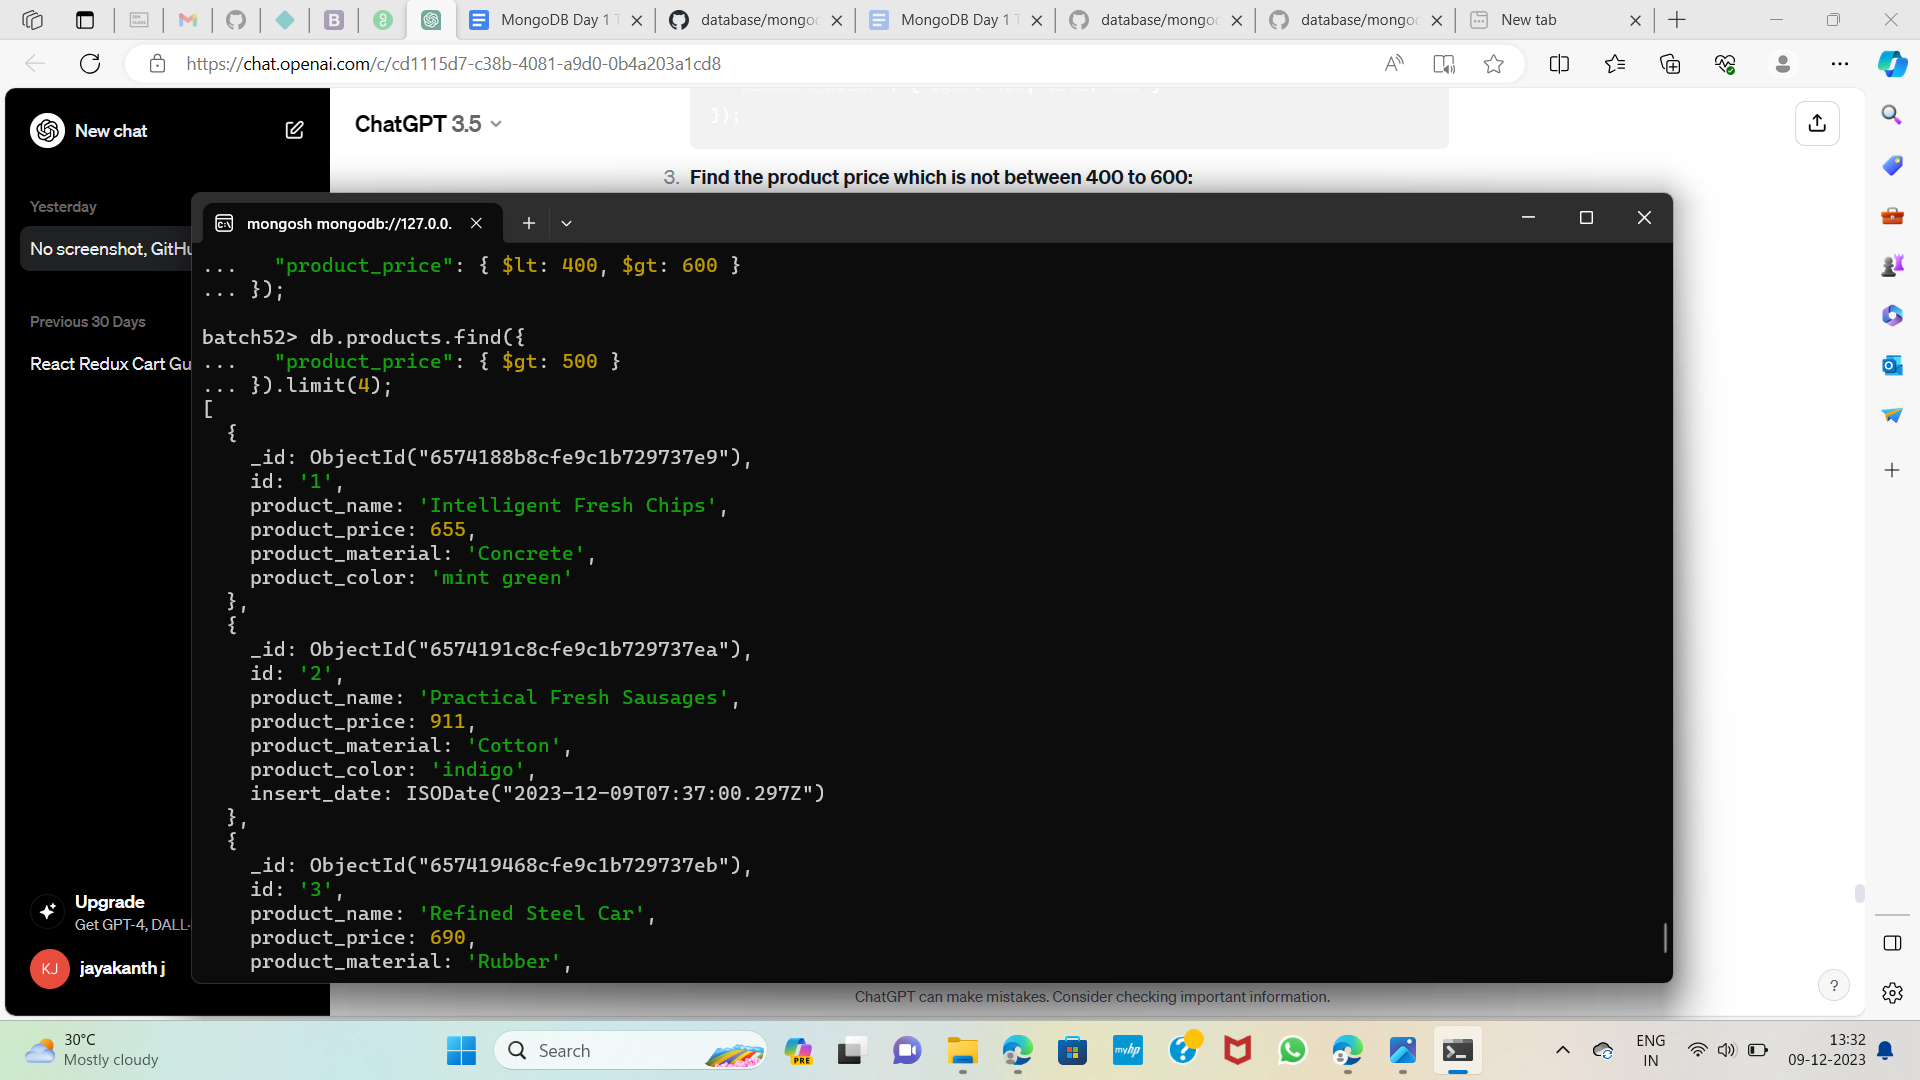 MongoDB Day 1 T
database/mongoc
MongoDB Day 1 T
database/mongo
database/mongo
New tab
https://chat.openai.com/c/cd1115d7-c38b-4081-a9d0-0b4a203a1cd8
New chat
ChatGPT 3.5
});
3. Find the product price which is not between 400 to 600:
Yesterday
No screenshot, GitHu
Previous 30 Days
React Redux Cart Gu
mongosh mongodb://127.0.0.
...   "product_price": { $lt: 400, $gt: 600 }
... });
batch52> db.products.find({
...   "product_price": { $gt: 500 }
... }).limit(4);
[
{
_id: ObjectId("6574188b8cfe9c1b729737e9"),
id: '1',
product_name: 'Intelligent Fresh Chips',
product_price: 655,
product_material: 'Concrete',
product_color: 'mint green'
},
{
_id: ObjectId("6574191c8cfe9c1b729737ea"),
id: '2',
product_name: 'Practical Fresh Sausages',
product_price: 911,
product_material: 'Cotton',
product_color: 'indigo',
insert_date: ISODate("2023-12-09T07:37:00.297Z")
},
{
_id: ObjectId("657419468cfe9c1b729737eb"),
id: '3',
product_name: 'Refined Steel Car',
product_price: 690,
product_material: 'Rubber',
Upgrade
Get GPT-4, DALL·
KJ
jayakanth j
ChatGPT can make mistakes. Consider checking important information.
?
30°C
Mostly cloudy
Search
PRE
myhp
ENG
IN
13:32
09-12-2023